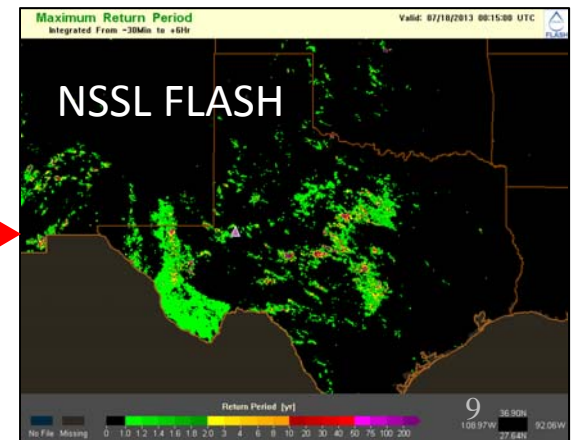 Maximum Return Period
Integrated From -30Min to +6Hr
Valid: 07/18/2013 00:15:00 UTC
FLASH
NSSL FLASH
Return Period [yr]
No File Missing 0 1.0 1.2 1.4 1.6 1.8 2.0 3 4 6 8 10 20 30 40 50 75 100 200
9
36.90N
108.97W 92.06W
27.64N